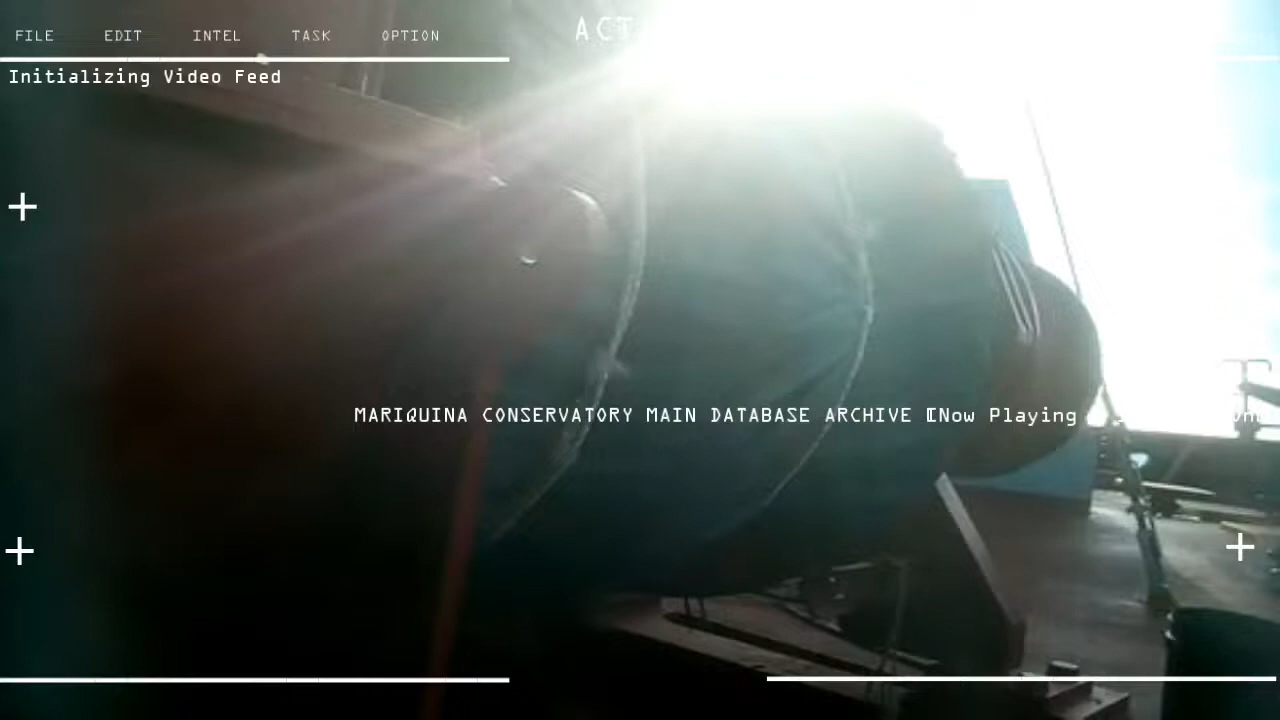 FILE EDIT INTEL TASK OPTION
Initializing Video Feed
MARIQUINA CONSERVATORY MAIN DATABASE ARCHIVE [Now Playing